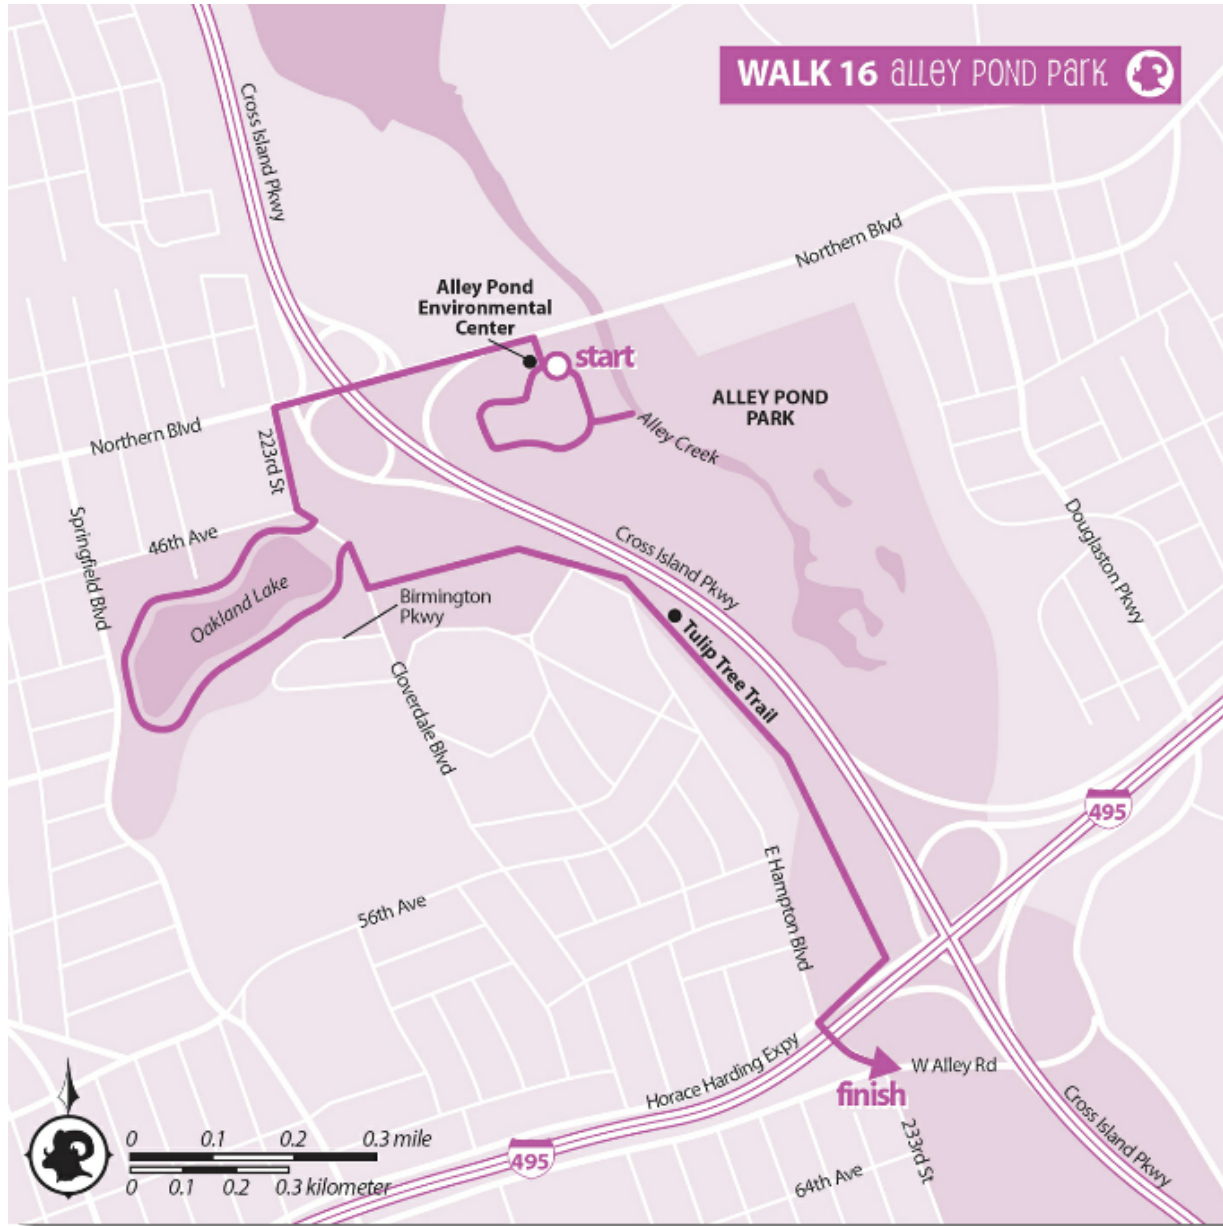 WALK 16 alley POND Park
Cross Island Pkwy
Northern Blvd
Alley Pond
Environmental
Center
start
ALLEY POND
PARK
Alley Creek
Northern Blvd
223rd St
46th Ave
Springfield Blvd
Oakland Lake
Birmington
Pkwy
Cloverdale Blvd
Cross Island Pkwy
Tulip Tree Trail
Douglaston Pkwy
495
E Hampton Blvd
56th Ave
Horace Harding Expy
W Alley Rd
finish
Cross Island Pkwy
233rd St
64th Ave
495
0 0.1 0.2 0.3 mile
0 0.1 0.2 0.3 kilometer